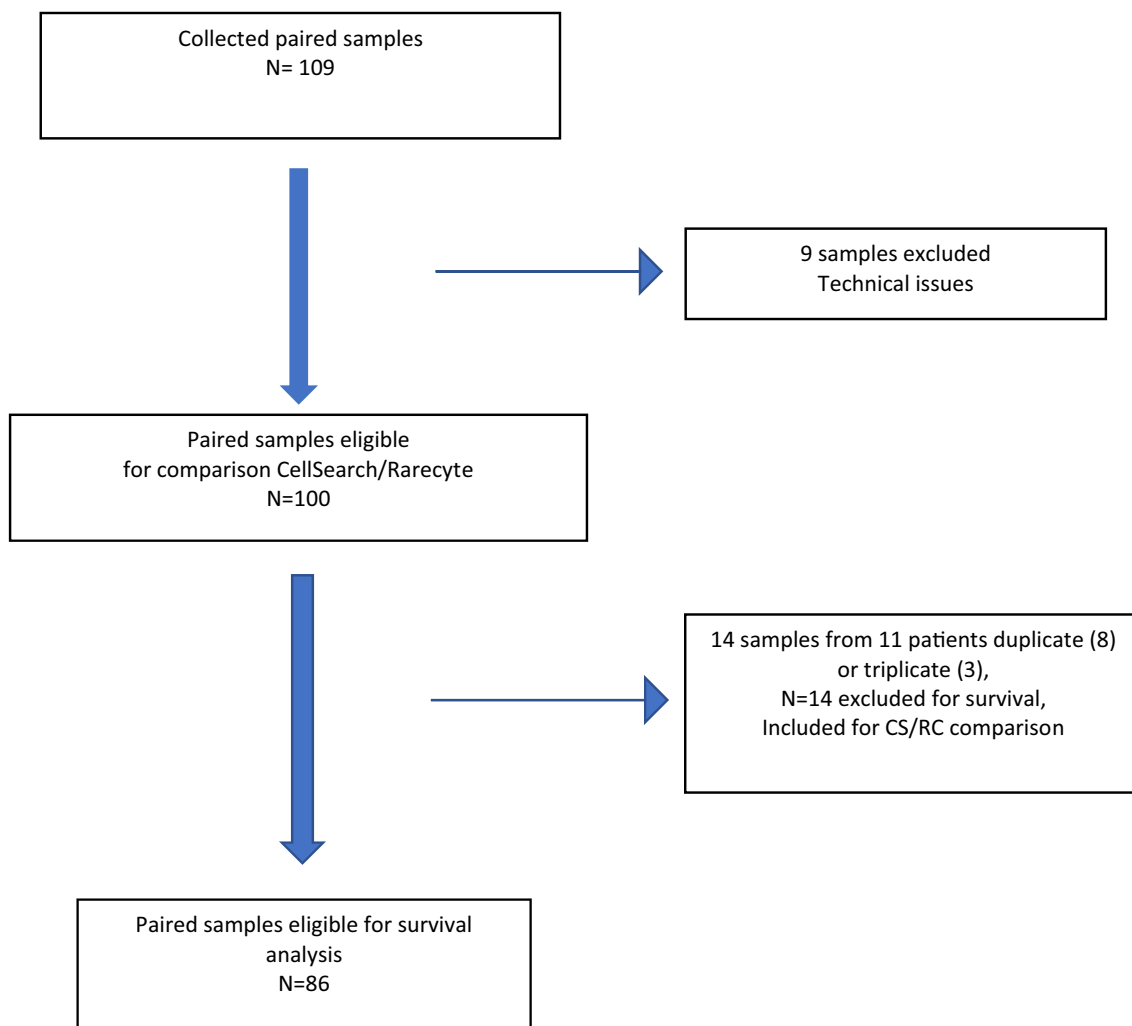 Collected paired samples
N= 109
9 samples excluded
Technical issues
Paired samples eligible
for comparison CellSearch/Rarecyte
N=100
14 samples from 11 patients duplicate (8)
or triplicate (3),
N=14 excluded for survival,
Included for CS/RC comparison
Paired samples eligible for survival
analysis
N=86